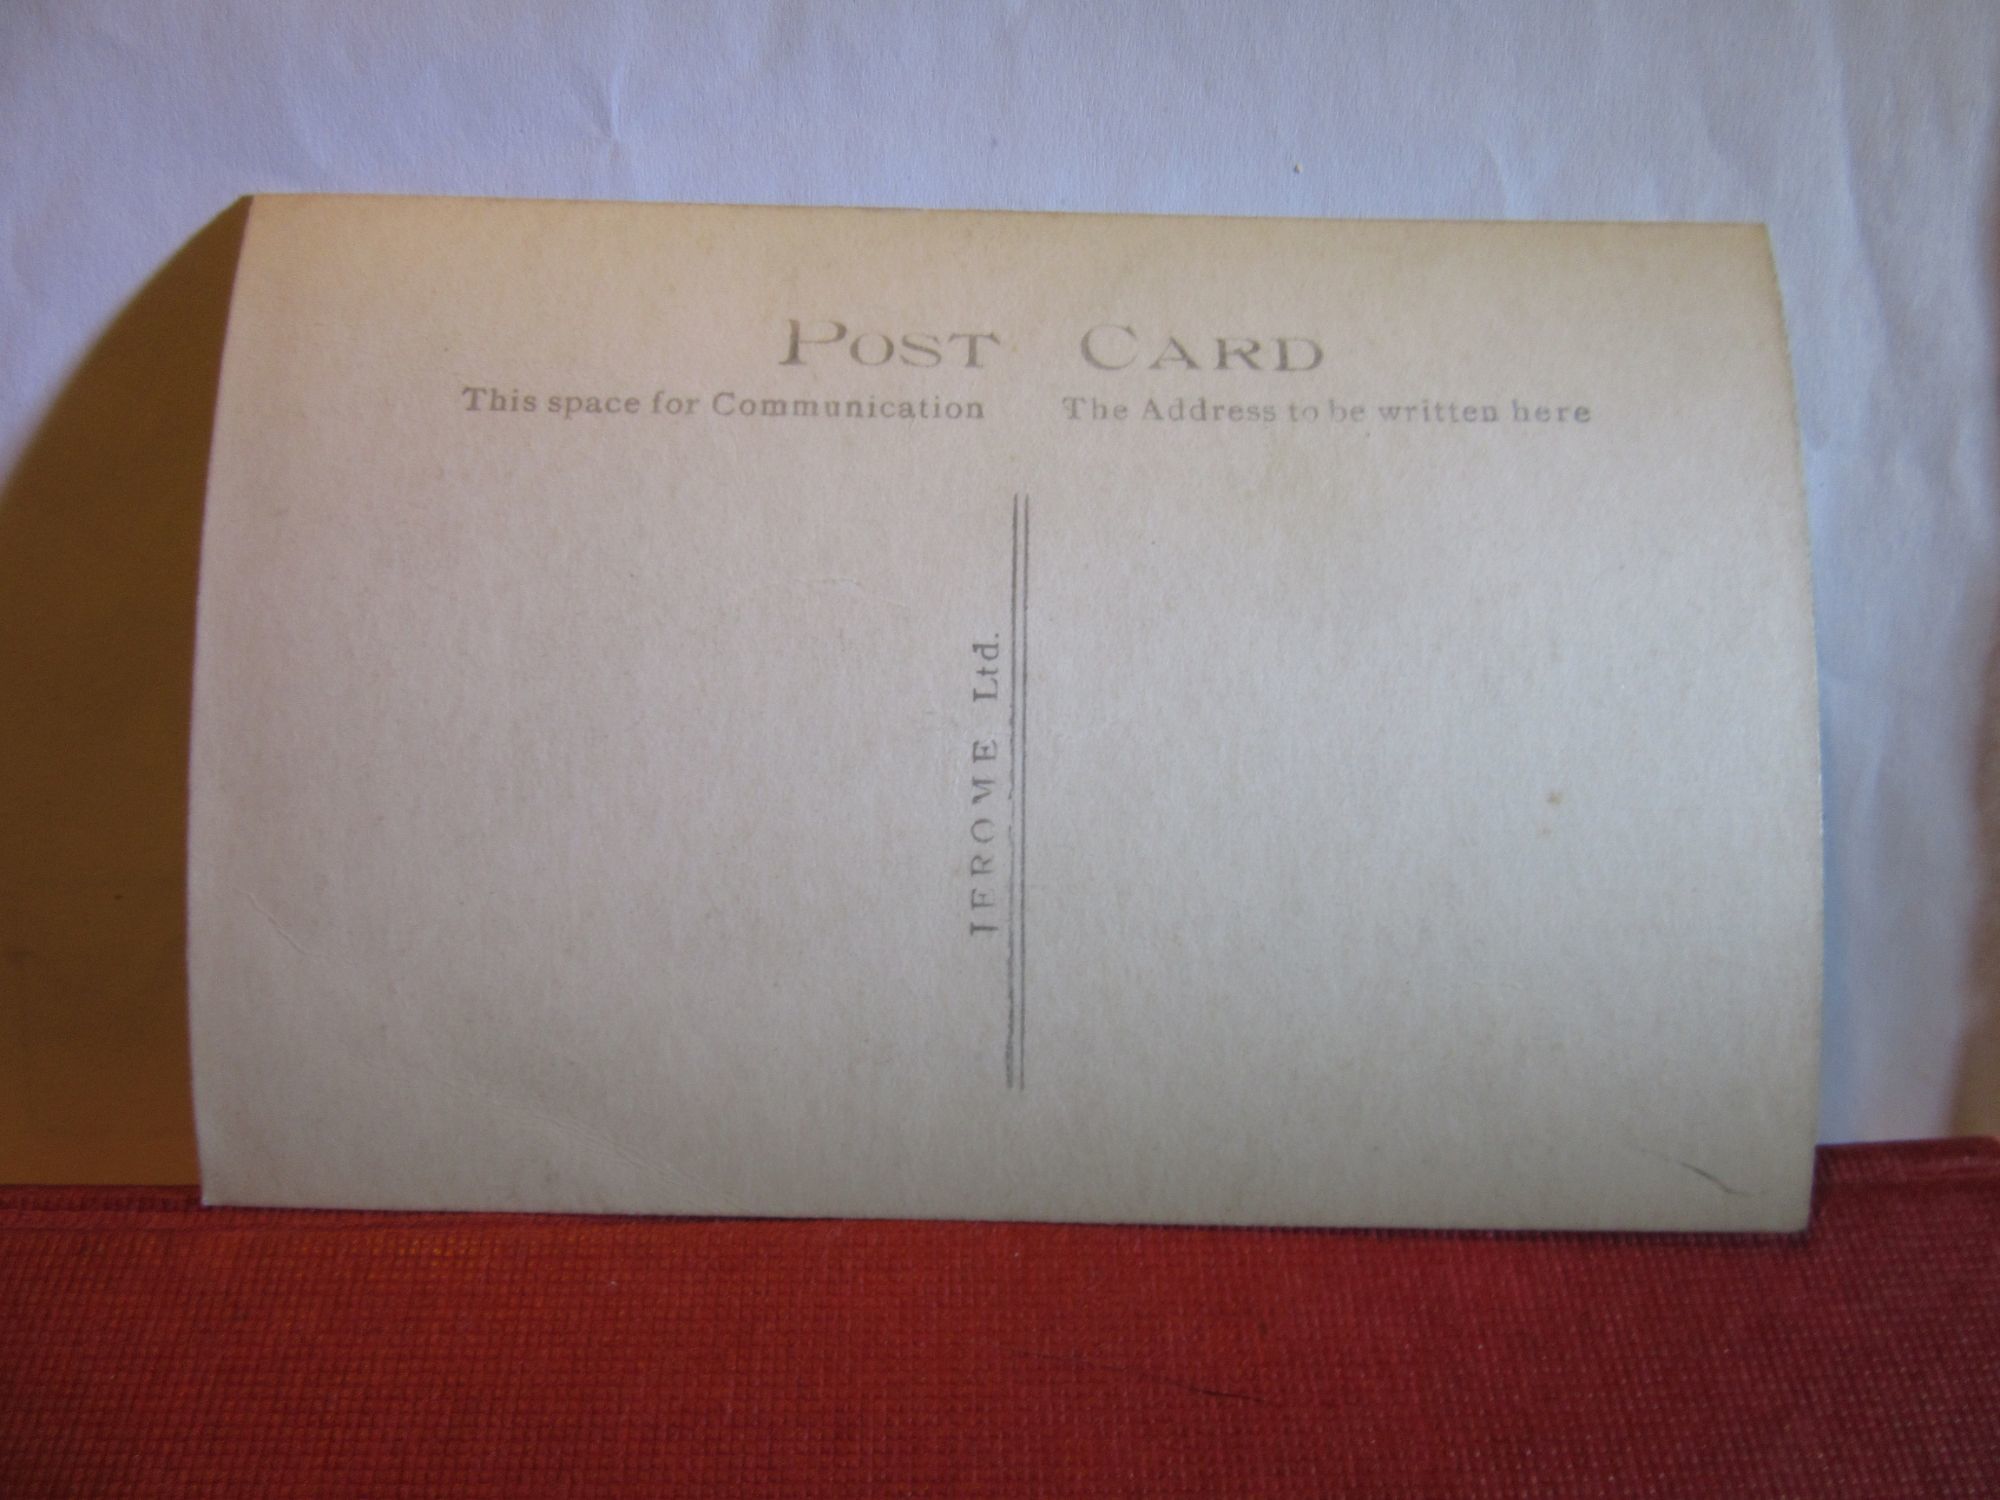 POST CARD
This space for Communication
The Address to be written here
JEROME Ltd.